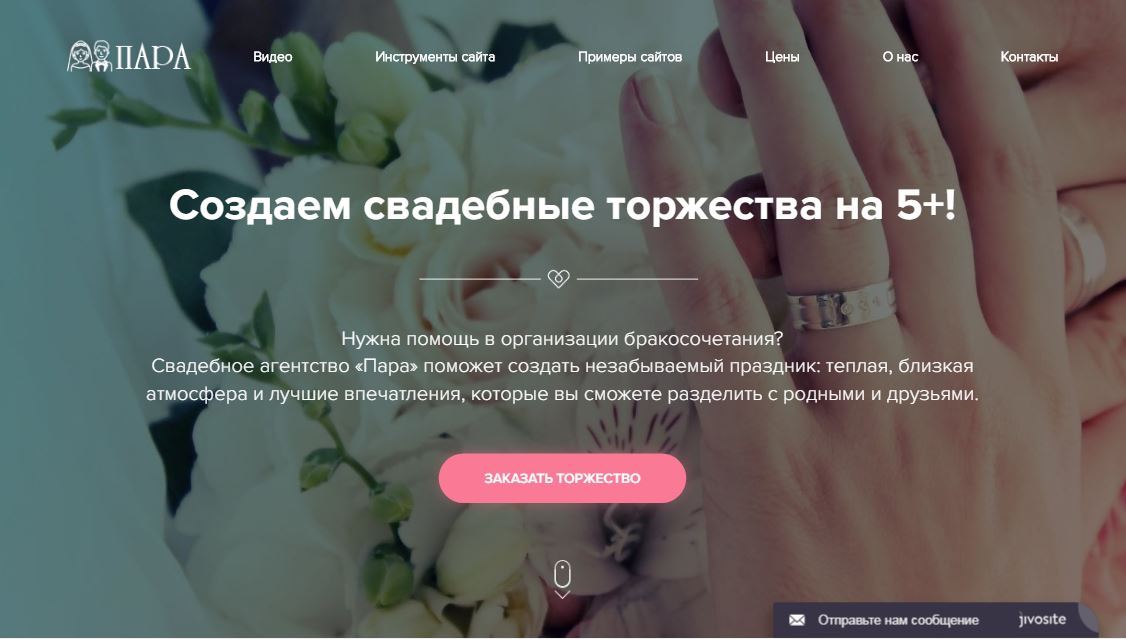 ПАРА
Видео
Инструменты сайта
Примеры сайтов
Цены
О нас
Контакты
Создаем свадебные торжества на 5+!
Нужна помощь в организации бракосочетания?
Свадебное агентство «Пара» поможет создать незабываемый праздник: теплая, близкая
атмосфера и лучшие впечатления, которые вы сможете разделить с родными и друзьями.
ЗАКАЗАТЬ ТОРЖЕСТВО
Отправьте нам сообщение
jivosite